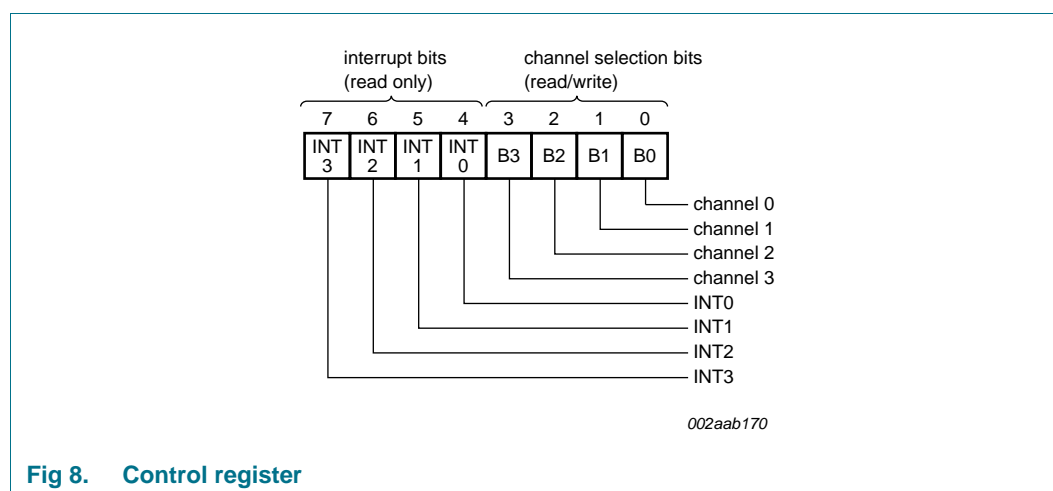 interrupt bits
(read only)
channel selection bits
(read/write)
7 6 5 4 3 2 1 0
INT 3 INT 2 INT 1 INT 0 B3 B2 B1 B0
channel 0
channel 1
channel 2
channel 3
INT0
INT1
INT2
INT3
002aab170
Fig 8. Control register